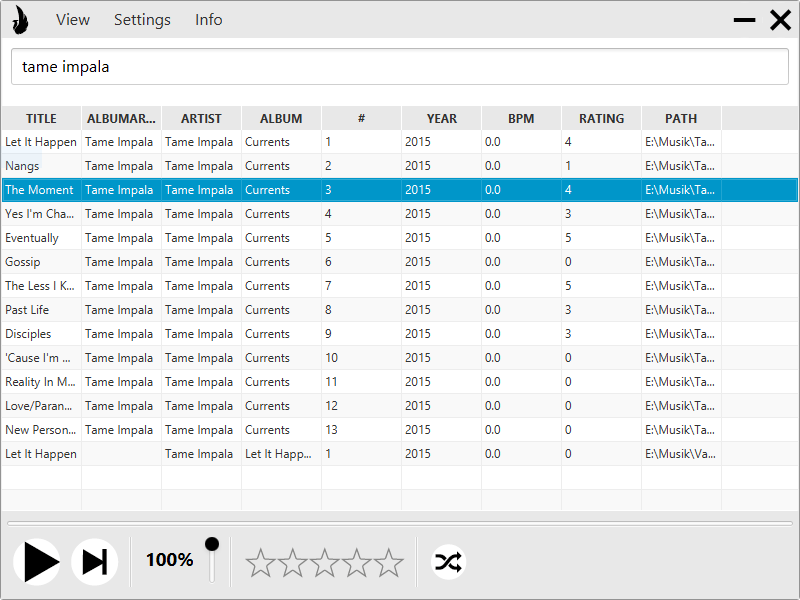 View Settings Info
tame impala
TITLE ALBUMAR... ARTIST ALBUM # YEAR BPM RATING PATH
Let It Happen Tame Impala Tame Impala Currents 1 2015 0.0 4 E:\Musik\Ta...
Nangs Tame Impala Tame Impala Currents 2 2015 0.0 1 E:\Musik\Ta...
The Moment Tame Impala Tame Impala Currents 3 2015 0.0 4 E:\Musik\Ta...
Yes I'm Cha... Tame Impala Tame Impala Currents 4 2015 0.0 3 E:\Musik\Ta...
Eventually Tame Impala Tame Impala Currents 5 2015 0.0 5 E:\Musik\Ta...
Gossip Tame Impala Tame Impala Currents 6 2015 0.0 0 E:\Musik\Ta...
The Less I K... Tame Impala Tame Impala Currents 7 2015 0.0 5 E:\Musik\Ta...
Past Life Tame Impala Tame Impala Currents 8 2015 0.0 3 E:\Musik\Ta...
Disciples Tame Impala Tame Impala Currents 9 2015 0.0 3 E:\Musik\Ta...
'Cause I'm ... Tame Impala Tame Impala Currents 10 2015 0.0 0 E:\Musik\Ta...
Reality In M... Tame Impala Tame Impala Currents 11 2015 0.0 0 E:\Musik\Ta...
Love/Paran... Tame Impala Tame Impala Currents 12 2015 0.0 0 E:\Musik\Ta...
New Person... Tame Impala Tame Impala Currents 13 2015 0.0 0 E:\Musik\Ta...
Let It Happen Tame Impala Let It Happ... 1 2015 0.0 0 E:\Musik\Va...
100%